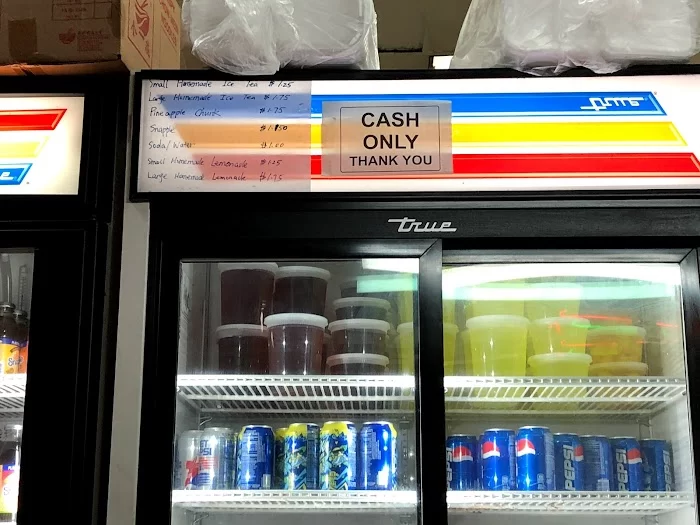 Small Homemade Ice Tea $1.25
Large Homemade Ice Tea $1.75
Pineapple Chunk $1.75
Snapple $1.50
Soda/Water $1.00
Small Homemade Lemonade $1.25
Large Homemad Lemonade $1.75
CASH
ONLY
THANK YOU
true
true
PEPSI
PEPSI